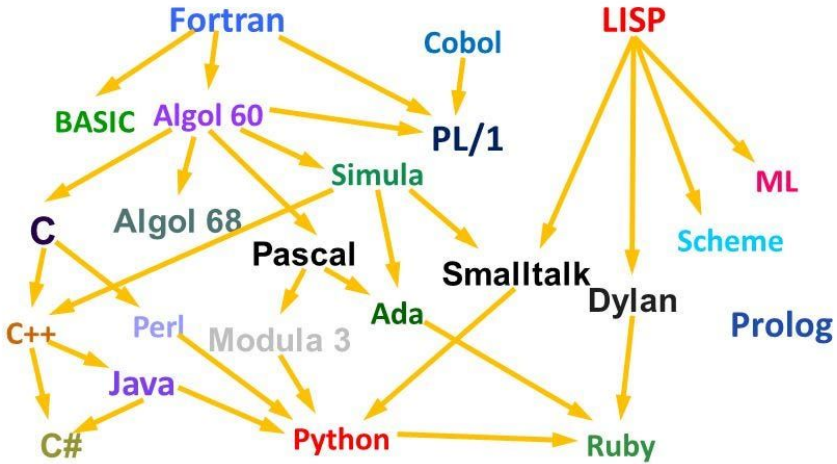 Fortran
LISP
Cobol
BASIC
Algol 60
PL/1
Simula
ML
C
Algol 68
Scheme
Pascal
Smalltalk
Dylan
C++
Perl
Modula 3
Ada
Prolog
Java
C#
Python
Ruby